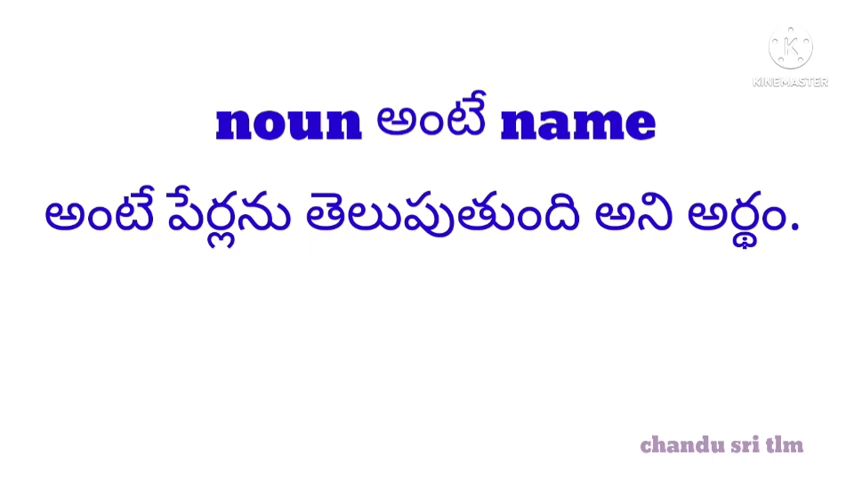 KINEMASTER
noun అంటే name
అంటే పేర్లను తెలుపుతుంది అని అర్థం.
chandu sri tlm